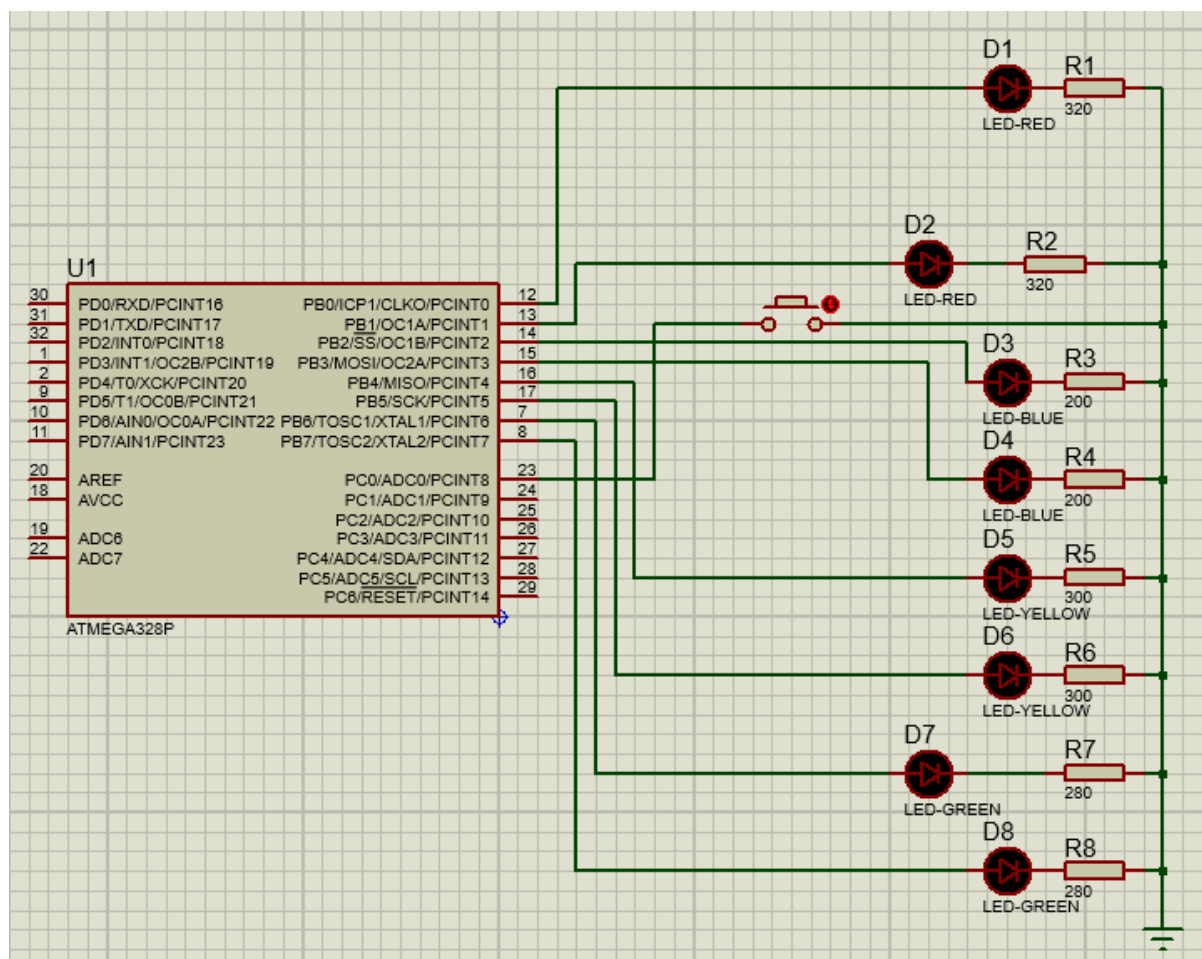 D1
R1
320
LED-RED
D2
R2
320
LED-RED
U1
30 PD0/RXD/PCINT16 PB0/ICP1/CLKO/PCINT0 12
31 PD1/TXD/PCINT17 PB1/OC1A/PCINT1 13
32 PD2/INT0/PCINT18 PB2/SS/OC1B/PCINT2 14
1 PD3/INT1/OC2B/PCINT19 PB3/MOSI/OC2A/PCINT3 15
2 PD4/T0/XCK/PCINT20 PB4/MISO/PCINT4 16
9 PD5/T1/OC0B/PCINT21 PB5/SCK/PCINT5 17
10 PD6/AIN0/OC0A/PCINT22 PB6/TOSC1/XTAL1/PCINT6 7
11 PD7/AIN1/PCINT23 PB7/TOSC2/XTAL2/PCINT7 8
20 AREF PC0/ADC0/PCINT8 23
18 AVCC PC1/ADC1/PCINT9 24
PC2/ADC2/PCINT10 25
19 ADC6 PC3/ADC3/PCINT11 26
22 ADC7 PC4/ADC4/SDA/PCINT12 27
PC5/ADC5/SCL/PCINT13 28
PC6/RESET/PCINT14 29
ATMEGA328P
D3
R3
200
LED-BLUE
D4
R4
200
LED-BLUE
D5
R5
300
LED-YELLOW
D6
R6
300
LED-YELLOW
D7
R7
280
LED-GREEN
D8
R8
280
LED-GREEN